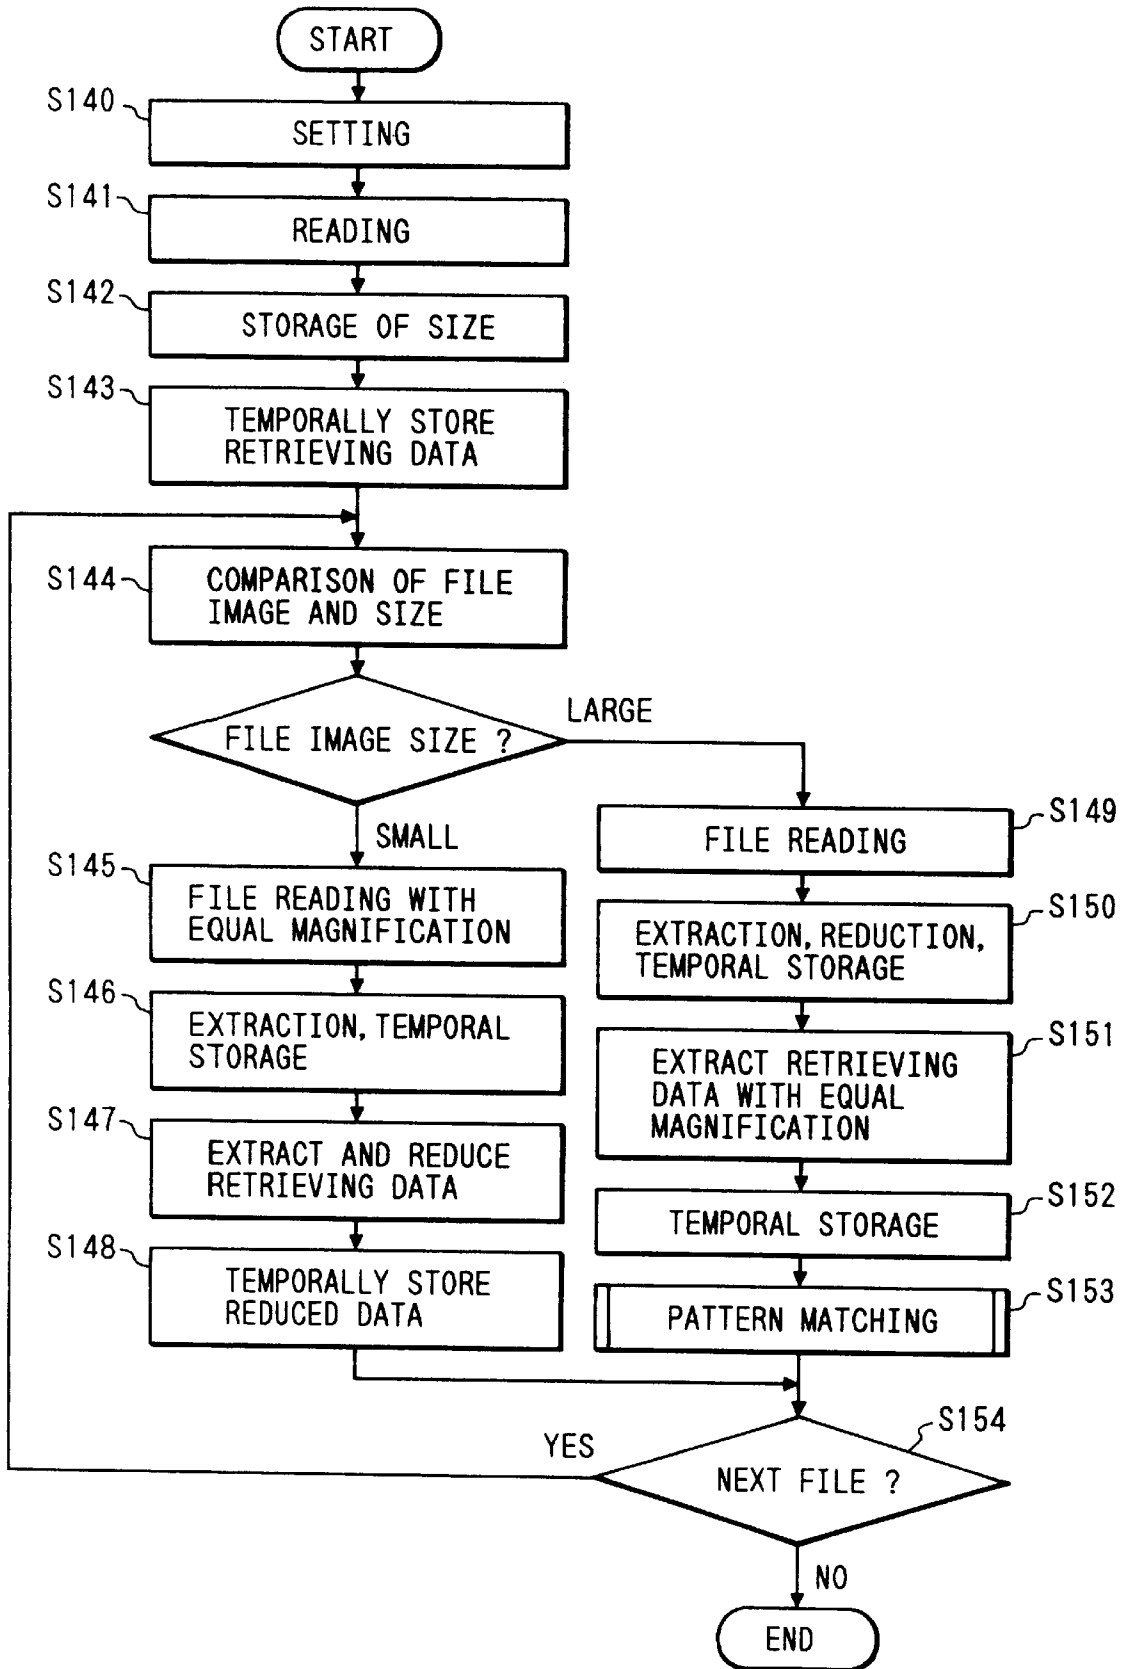 START
S140
SETTING
S141
READING
S142
STORAGE OF SIZE
S143
TEMPORALLY STORE
RETRIEVING DATA
S144
COMPARISON OF FILE
IMAGE AND SIZE
FILE IMAGE SIZE ?
LARGE
SMALL
S145
FILE READING WITH
EQUAL MAGNIFICATION
S146
EXTRACTION, TEMPORAL
STORAGE
S147
EXTRACT AND REDUCE
RETRIEVING DATA
S148
TEMPORALLY STORE
REDUCED DATA
S149
FILE READING
S150
EXTRACTION, REDUCTION,
TEMPORAL STORAGE
S151
EXTRACT RETRIEVING
DATA WITH EQUAL
MAGNIFICATION
S152
TEMPORAL STORAGE
S153
PATTERN MATCHING
S154
NEXT FILE ?
YES
NO
END